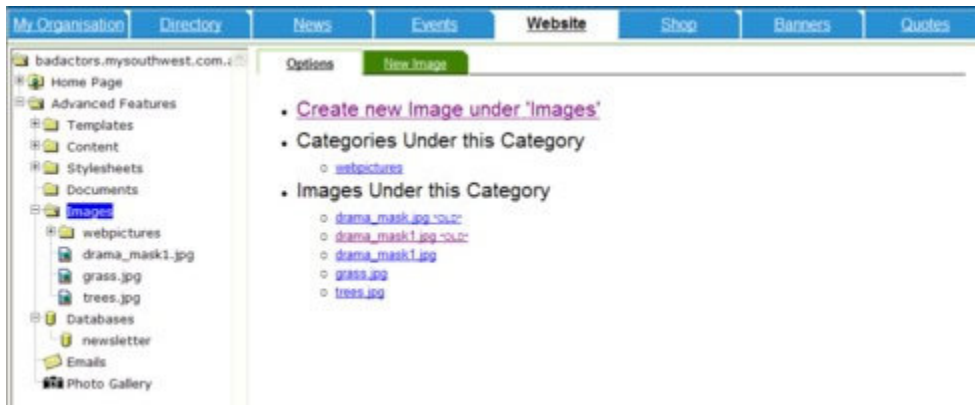 My Organisation Directory News Events Website Shop Banners Quotes
badactors.mysouthwest.com.a
Home Page
Advanced Features
Templates
Content
Stylesheets
Documents
Images
webpictures
drama_mask1.jpg
grass.jpg
trees.jpg
Databases
newsletter
Emails
Photo Gallery
Options New Image
Create new Image under 'Images'
Categories Under this Category
webpictures
Images Under this Category
drama_mask.jpg *OLD*
drama_mask1.jpg *OLD*
drama_mask1.jpg
grass.jpg
trees.jpg